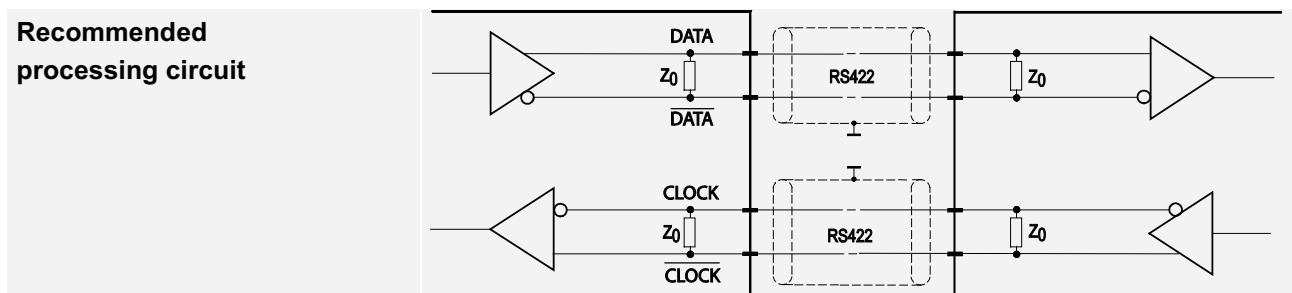 Recommended
processing circuit
DATA
Z0
RS422
Z0
DATA
CLOCK
Z0
RS422
Z0
CLOCK